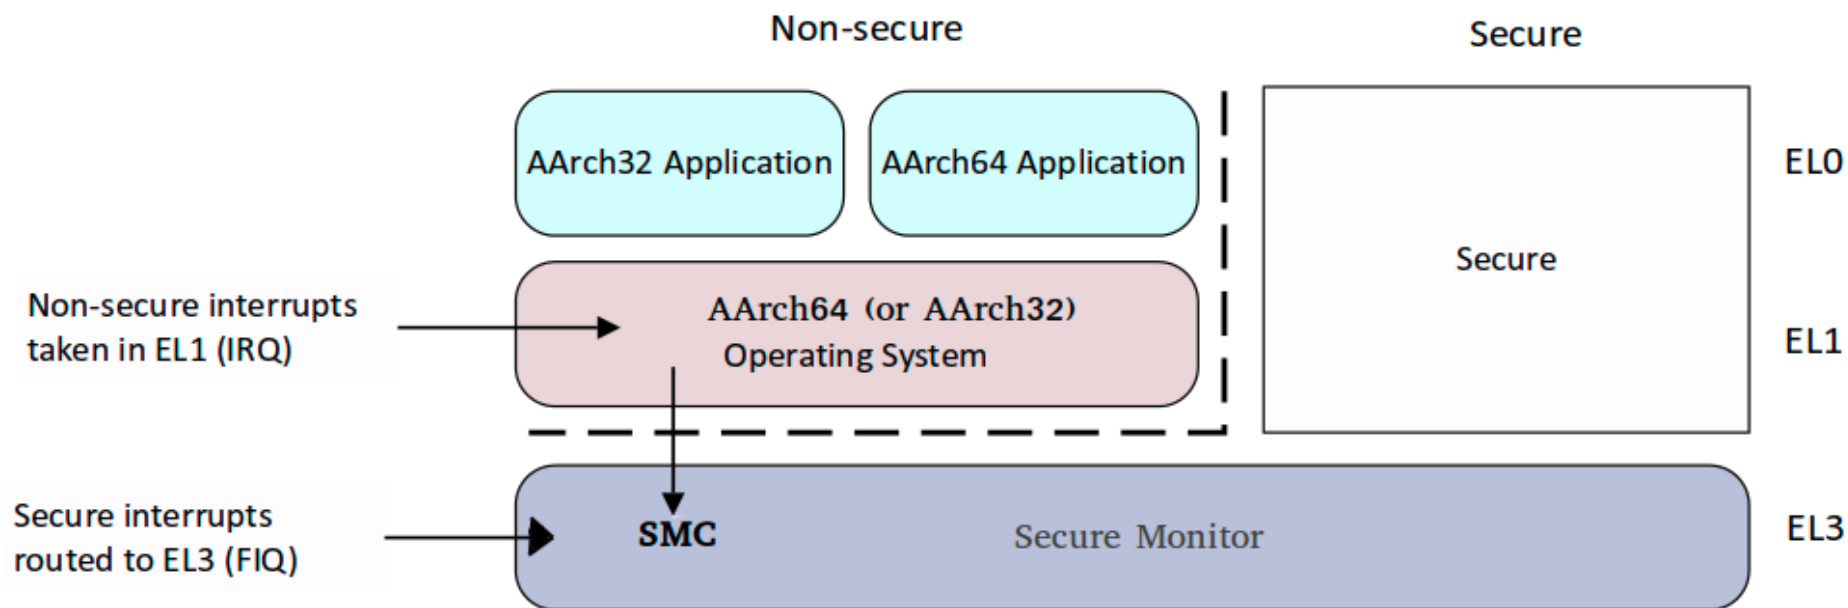 Non-secure
Secure
AArch32 Application
AArch64 Application
EL0
Secure
Non-secure interrupts
taken in EL1 (IRQ)
AArch64 (or AArch32)
Operating System
EL1
Secure interrupts
routed to EL3 (FIQ)
SMC
Secure Monitor
EL3